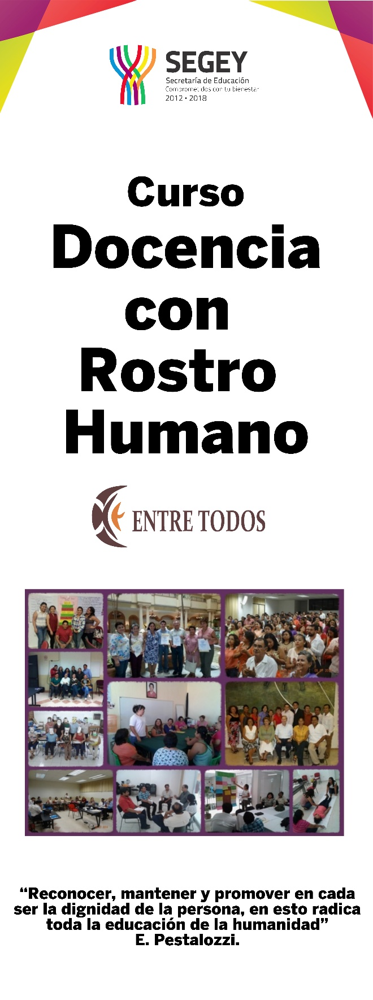 SEGEY
Secretaría de Educación
Comprometidos con tu bienestar
2012 • 2018
Curso
Docencia
con
Rostro
Humano
ENTRE TODOS
“Reconocer, mantener y promover en cada
ser la dignidad de la persona, en esto radica
toda la educación de la humanidad”
E. Pestalozzi.